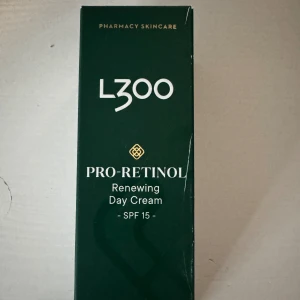 PHARMACY SKINCARE
L300
PRO-RETINOL
Renewing
Day Cream
- SPF 15 -